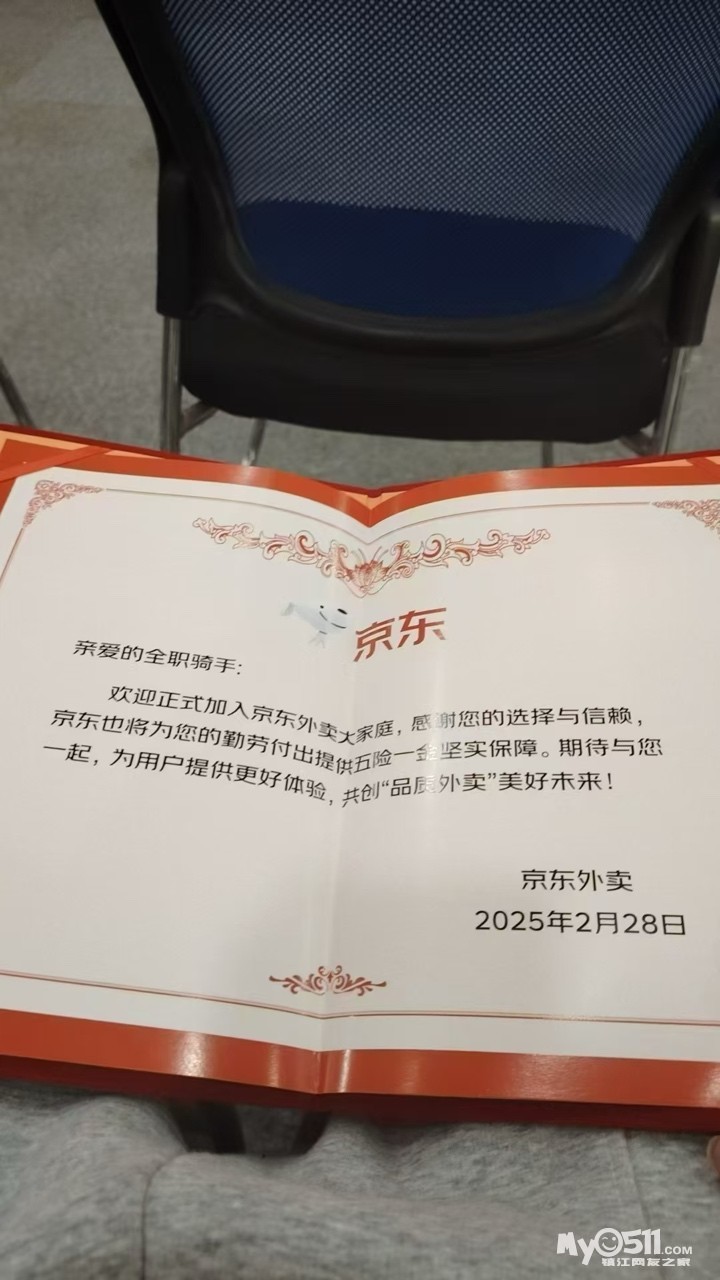 京东
亲爱的全职骑手：
欢迎正式加入京东外卖大家庭，感谢您的选择与信赖，
京东也将为您的勤劳付出提供五险一金坚实保障。期待与您
一起，为用户提供更好体验，共创“品质外卖”美好未来！
京东外卖
2025年2月28日
My0511.COM
镇江网友之家